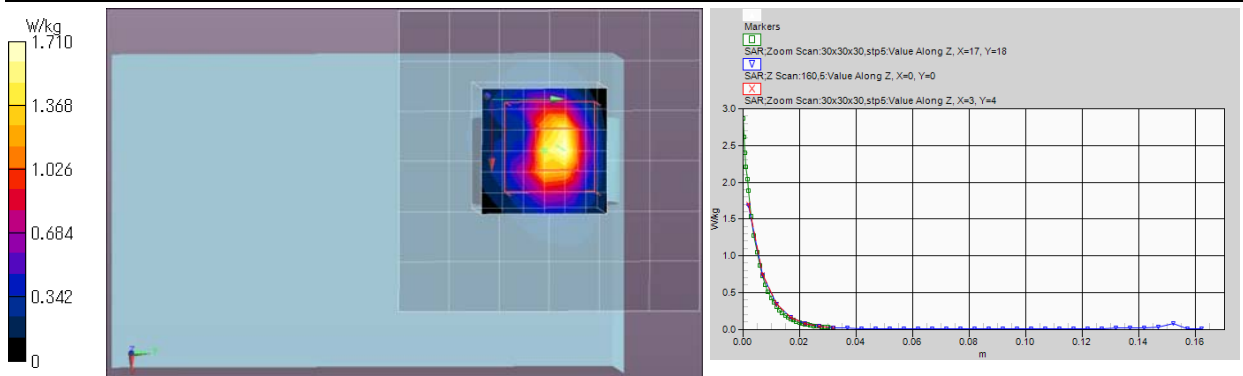 W/kg
1.710
1.368
1.026
0.684
0.342
0
Z
Y
Markers
SAR;Zoom Scan:30x30x30,stp5:Value Along Z, X=17, Y=18
SAR;Z Scan:160,5:Value Along Z, X=0, Y=0
SAR;Zoom Scan:30x30x30,stp5:Value Along Z, X=3, Y=4
W/kg
3.0
2.5
2.0
1.5
1.0
0.5
0.0
0.00 0.02 0.04 0.06 0.08 0.10 0.12 0.14 0.16
m